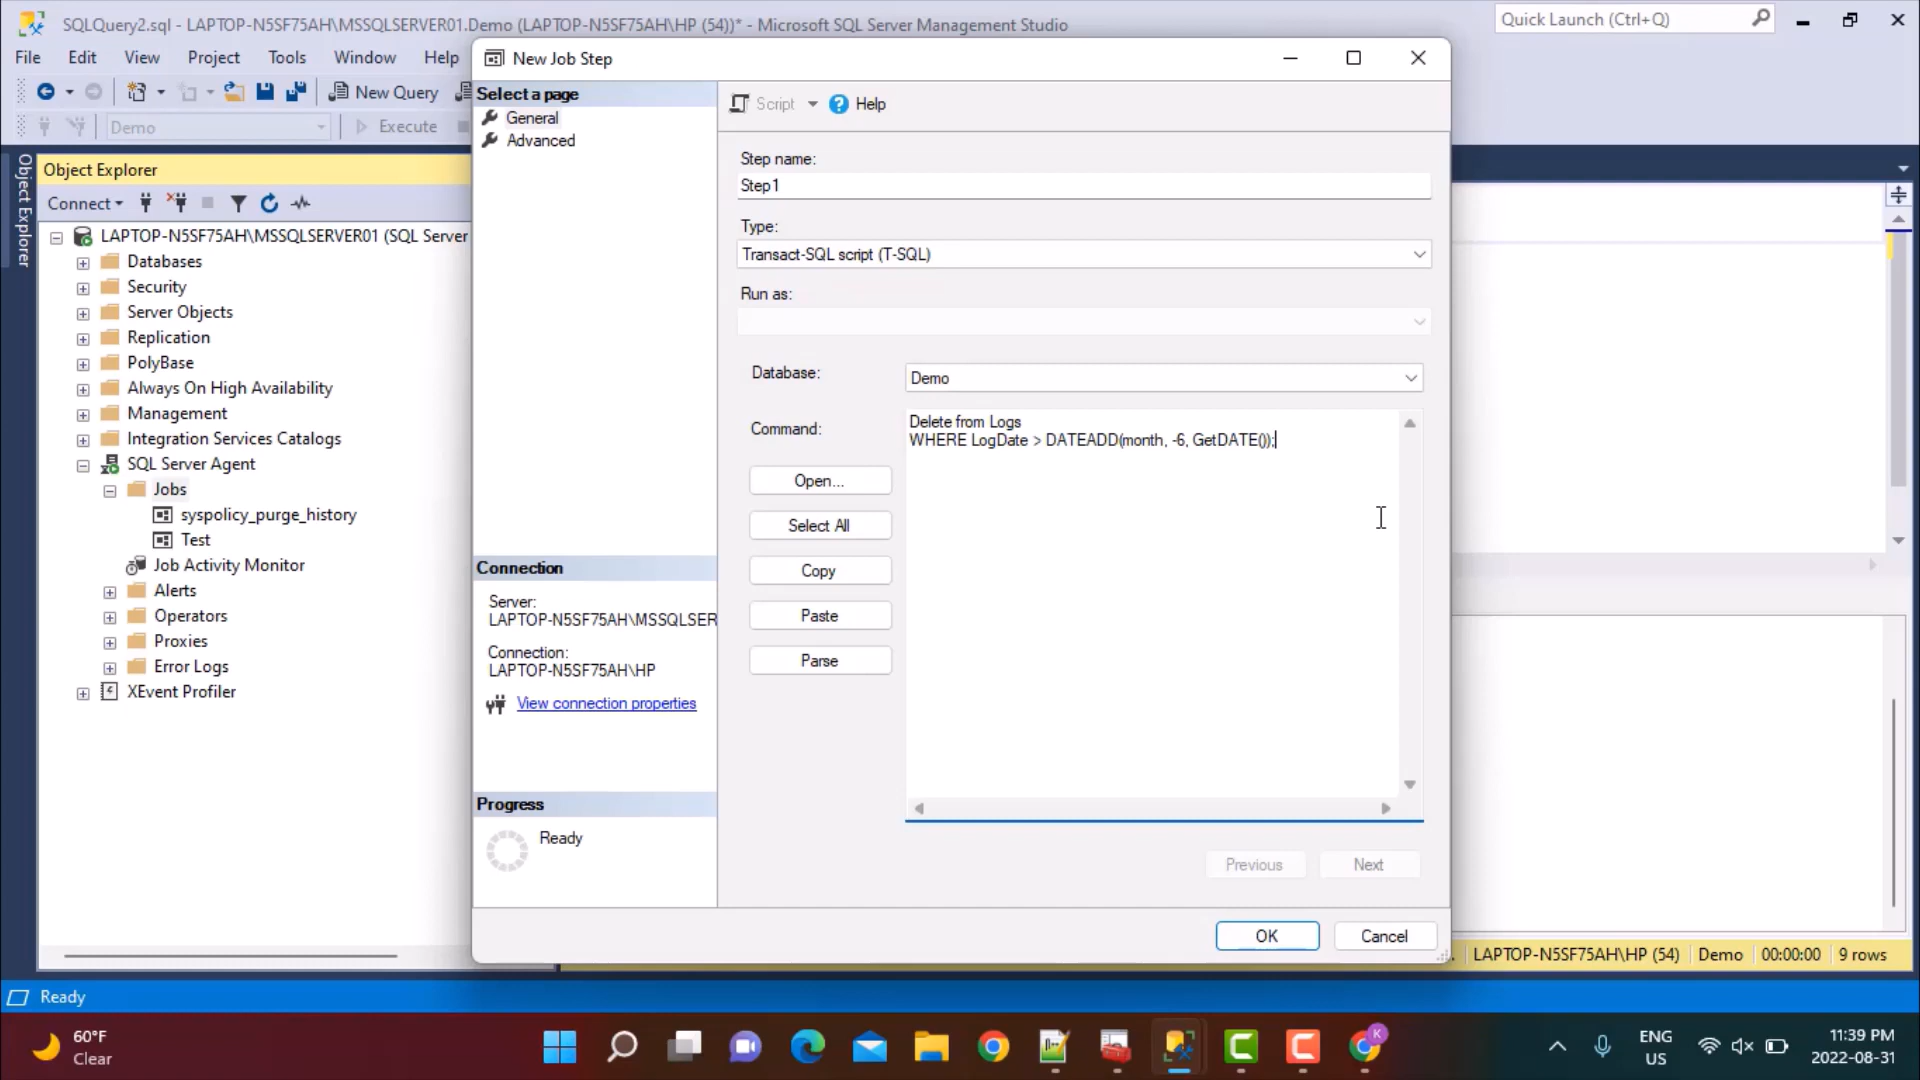 SQLQuery2.sql - LAPTOP-N5SF75AH\MSSQLSERVER01.Demo (LAPTOP-N5SF75AH\HP (54))* - Microsoft SQL Server Management Studio
Quick Launch (Ctrl+Q)
File Edit View Project Tools Window Help
New Query
Demo
Execute
Object Explorer
Object Explorer
Connect
LAPTOP-N5SF75AH\MSSQLSERVER01 (SQL Server
Databases
Security
Server Objects
Replication
PolyBase
Always On High Availability
Management
Integration Services Catalogs
SQL Server Agent
Jobs
syspolicy_purge_history
Test
Job Activity Monitor
Alerts
Operators
Proxies
Error Logs
XEvent Profiler
New Job Step
Select a page
General
Advanced
Connection
Server:
LAPTOP-N5SF75AH\MSSQLSER
Connection:
LAPTOP-N5SF75AH\HP
View connection properties
Progress
Ready
Script Help
Step name:
Step1
Type:
Transact-SQL script (T-SQL)
Run as:
Database:
Demo
Command:
Delete from Logs
WHERE LogDate > DATEADD(month, -6, GetDATE());
Open...
Select All
Copy
Paste
Parse
Previous Next
OK Cancel
LAPTOP-N5SF75AH\HP (54) Demo 00:00:00 9 rows
Ready
60°F
Clear
K
ENG
US
11:39 PM
2022-08-31